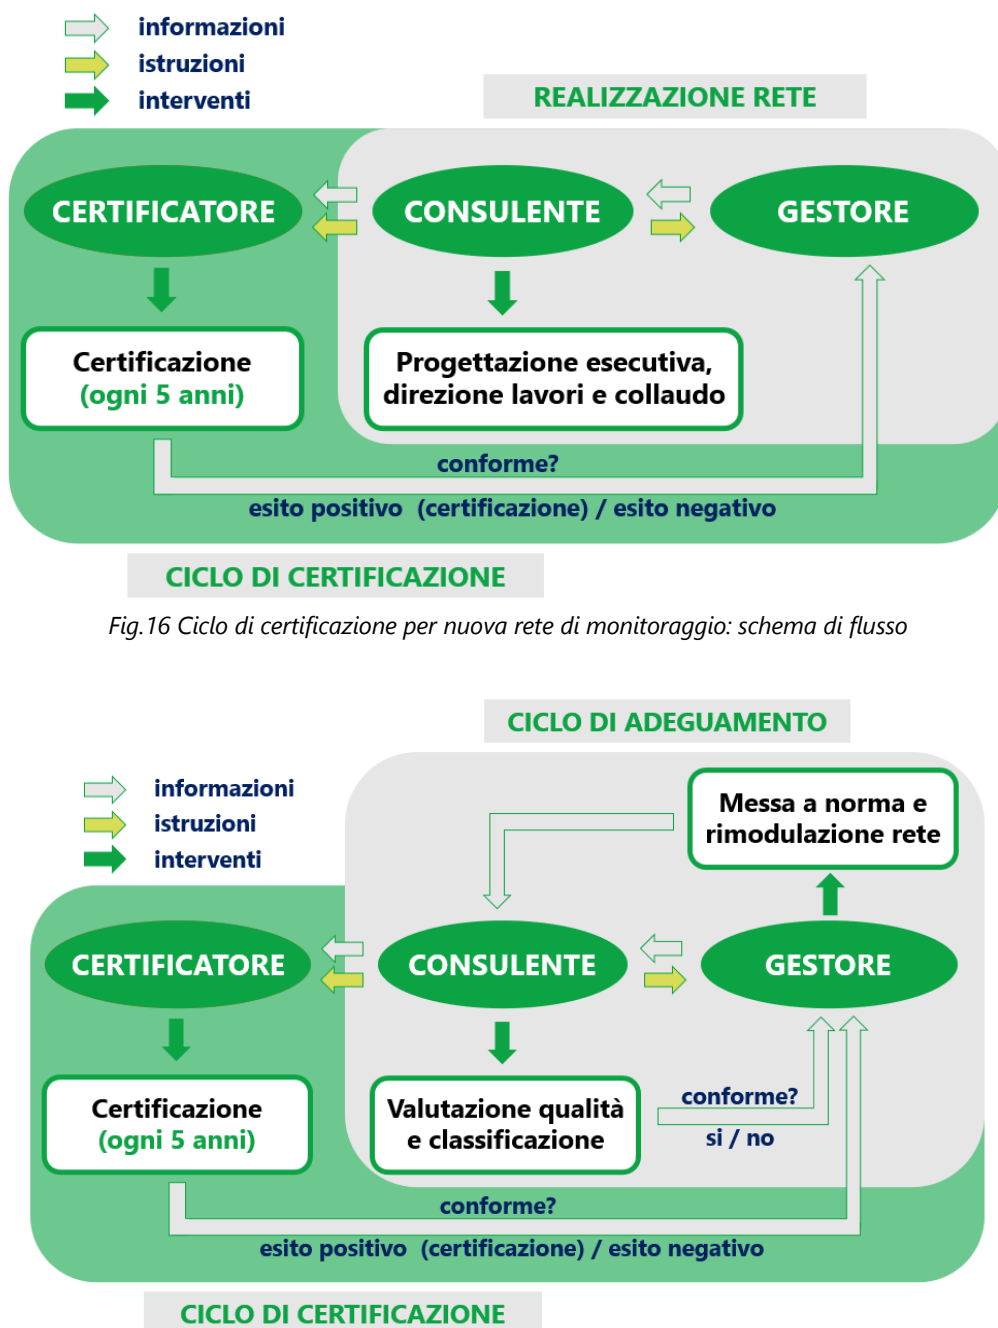 informazioni
istruzioni
interventi
REALIZZAZIONE RETE
CERTIFICATORE
CONSULENTE
GESTORE
Certificazione
(ogni 5 anni)
Progettazione esecutiva,
direzione lavori e collaudo
conforme?
esito positivo (certificazione) / esito negativo
CICLO DI CERTIFICAZIONE
Fig.16 Ciclo di certificazione per nuova rete di monitoraggio: schema di flusso
CICLO DI ADEGUAMENTO
informazioni
istruzioni
interventi
Messa a norma e
rimodulazione rete
CERTIFICATORE
CONSULENTE
GESTORE
Certificazione
(ogni 5 anni)
Valutazione qualità
e classificazione
conforme?
si / no
conforme?
esito positivo (certificazione) / esito negativo
CICLO DI CERTIFICAZIONE